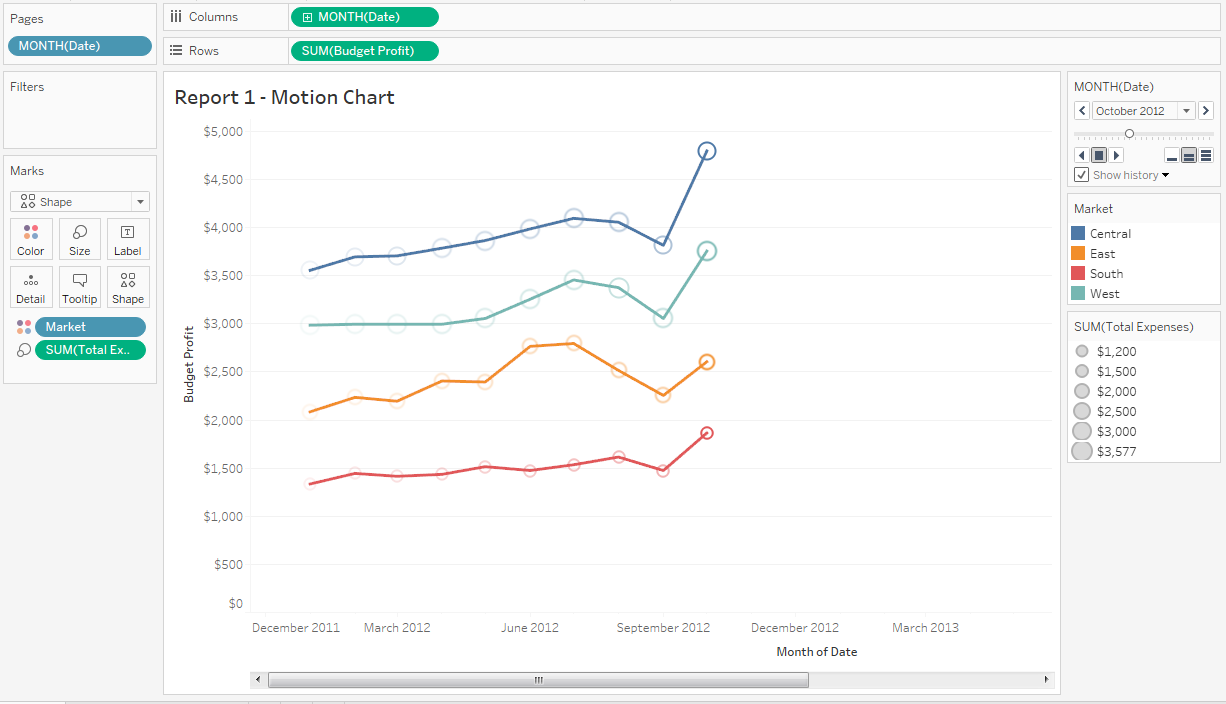 Pages
MONTH(Date)
Columns
MONTH(Date)
Rows
SUM(Budget Profit)
Filters
Marks
Shape
Color
Size
Label
Detail
Tooltip
Shape
Market
SUM(Total Ex..
Report 1 - Motion Chart
$5,000
$4,500
$4,000
$3,500
$3,000
$2,500
$2,000
$1,500
$1,000
$500
$0
Budget Profit
December 2011
March 2012
June 2012
September 2012
December 2012
March 2013
Month of Date
MONTH(Date)
October 2012
Show history
Market
Central
East
South
West
SUM(Total Expenses)
$1,200
$1,500
$2,000
$2,500
$3,000
$3,577